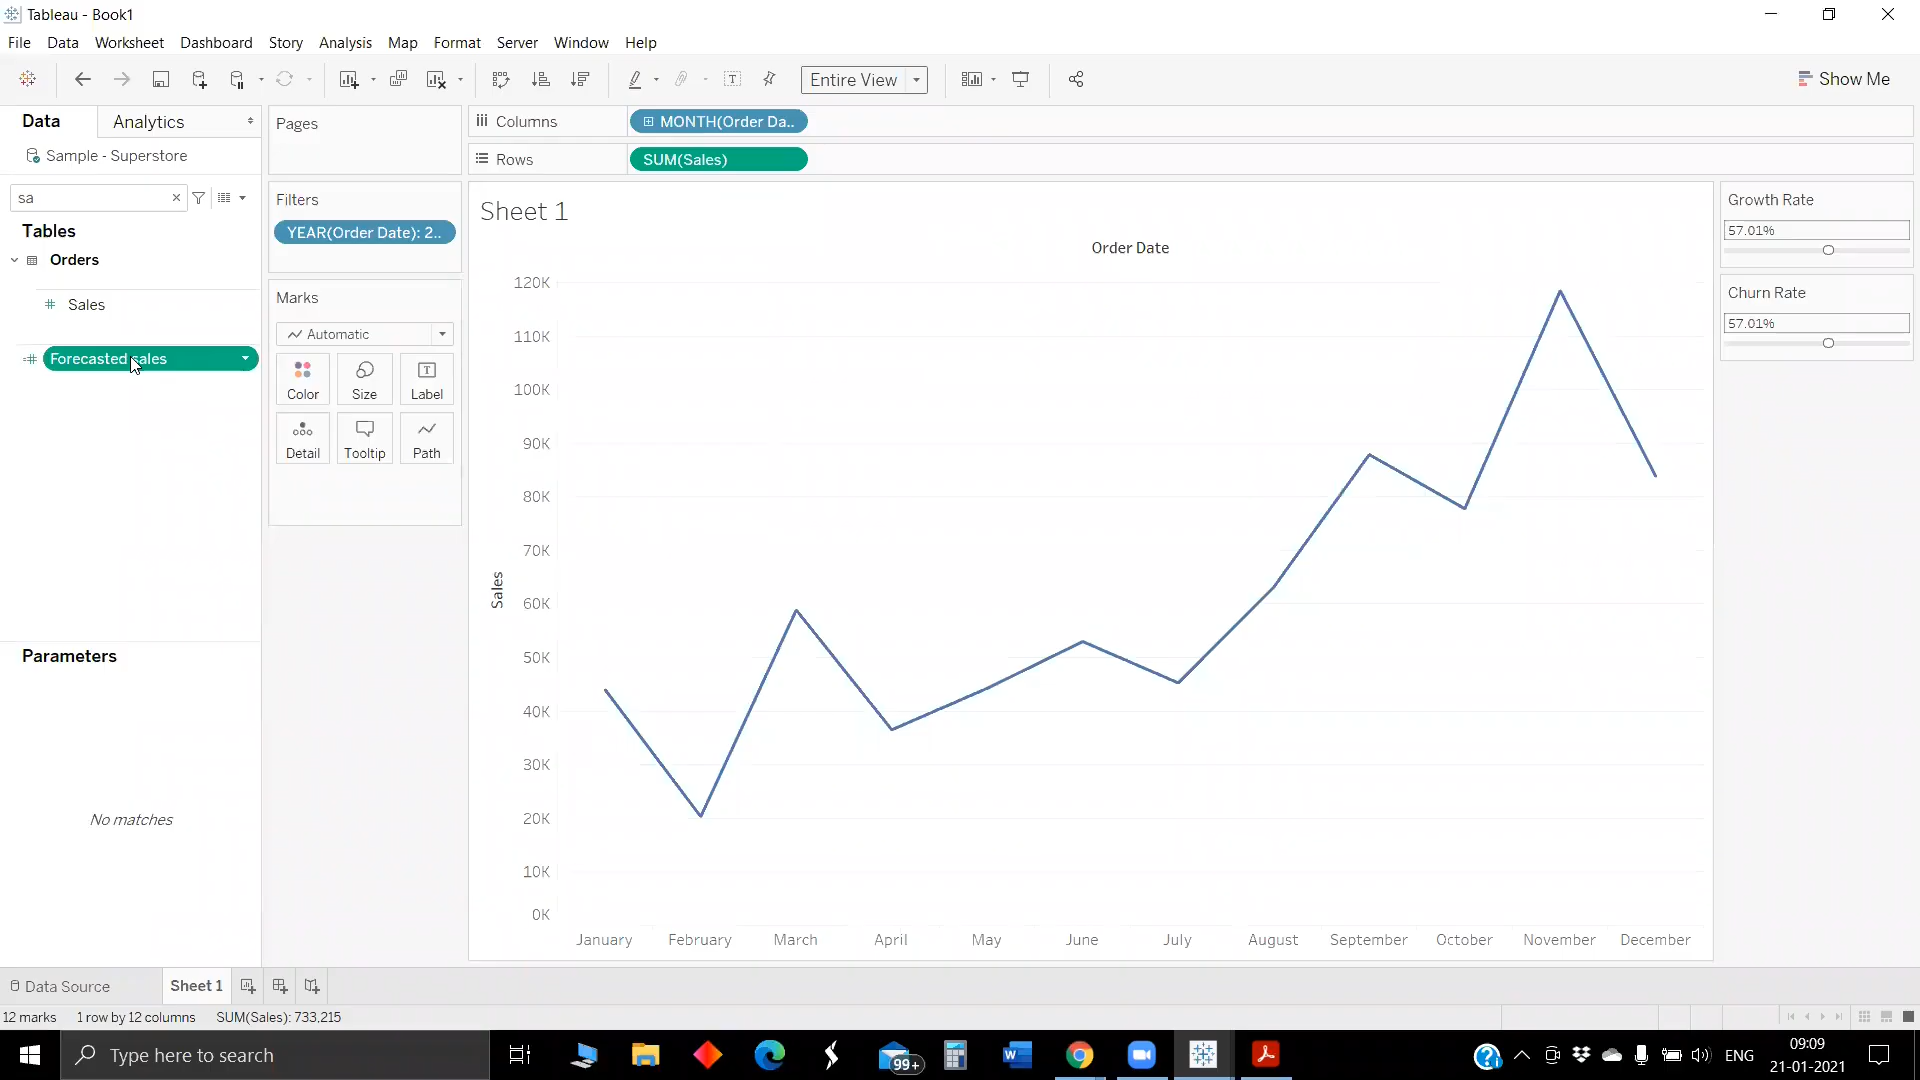 Tableau - Book1
File Data Worksheet Dashboard Story Analysis Map Format Server Window Help
Entire View
Show Me
Data
Analytics
Sample - Superstore
sa
Tables
Orders
Sales
Forecasted sales
Parameters
No matches
Pages
Filters
YEAR(Order Date): 2..
Marks
Automatic
Color Size Label
Detail Tooltip Path
Columns
MONTH(Order Da..
Rows
SUM(Sales)
Sheet 1
Order Date
120K
110K
100K
90K
80K
70K
60K
50K
40K
30K
20K
10K
0K
Sales
January February March April May June July August September October November December
Growth Rate
57.01%
Churn Rate
57.01%
Data Source
Sheet 1
12 marks 1 row by 12 columns SUM(Sales): 733,215
Type here to search
99+
ENG
09:09
21-01-2021